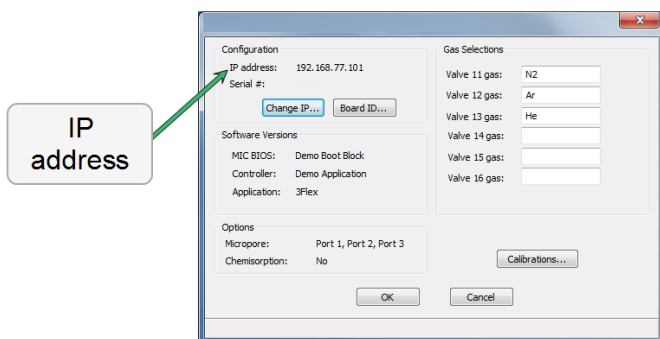 IP
address
Configuration
IP address: 192.168.77.101
Serial #:
Change IP... Board ID...
Software Versions
MIC BIOS: Demo Boot Block
Controller: Demo Application
Application: 3Flex
Options
Micropore: Port 1, Port 2, Port 3
Chemisorption: No
Gas Selections
Valve 11 gas: N2
Valve 12 gas: Ar
Valve 13 gas: He
Valve 14 gas:
Valve 15 gas:
Valve 16 gas:
Calibrations...
OK Cancel